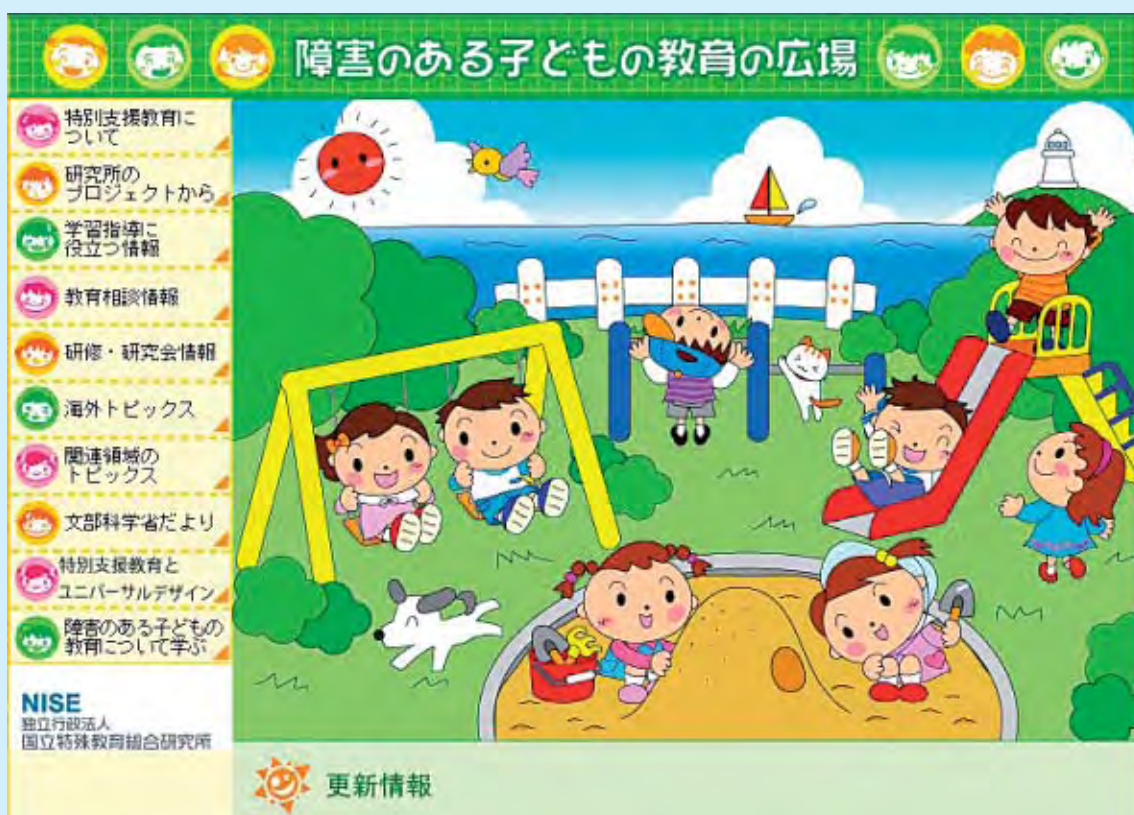 障害のある子どもの教育の広場
特別支援教育に
ついて
研究所の
プロジェクトから
学習指導に
役立つ情報
教育相談情報
研修・研究会情報
海外トピックス
関連領域の
トピックス
文部科学省だより
特別支援教育と
ユニバーサルデザイン
障害のある子どもの
教育について学ぶ
NISE
独立行政法人
国立特殊教育総合研究所
更新情報